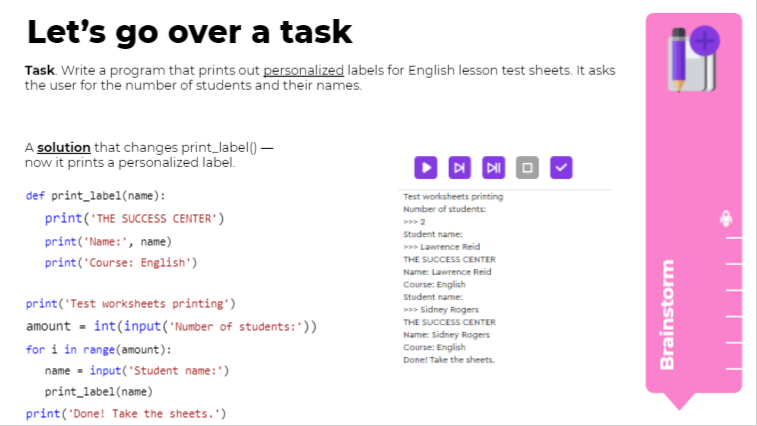 Let's go over a task
Task. Write a program that prints out personalized labels for English lesson test sheets. It asks
the user for the number of students and their names.
A solution that changes print_label() —
now it prints a personalized label.
def print_label(name):
print('THE SUCCESS CENTER')
print('Name:', name)
print('Course: English')
print('Test worksheets printing')
amount = int(input('Number of students:'))
for i in range(amount):
name = input('Student name:')
print_label(name)
print('Done! Take the sheets.')
Test worksheets printing
Number of students:
>>> 2
Student name:
>>> Lawrence Reid
THE SUCCESS CENTER
Name: Lawrence Reid
Course: English
Student name:
>>> Sidney Rogers
THE SUCCESS CENTER
Name: Sidney Rogers
Course: English
Done! Take the sheets.
Brainstorm